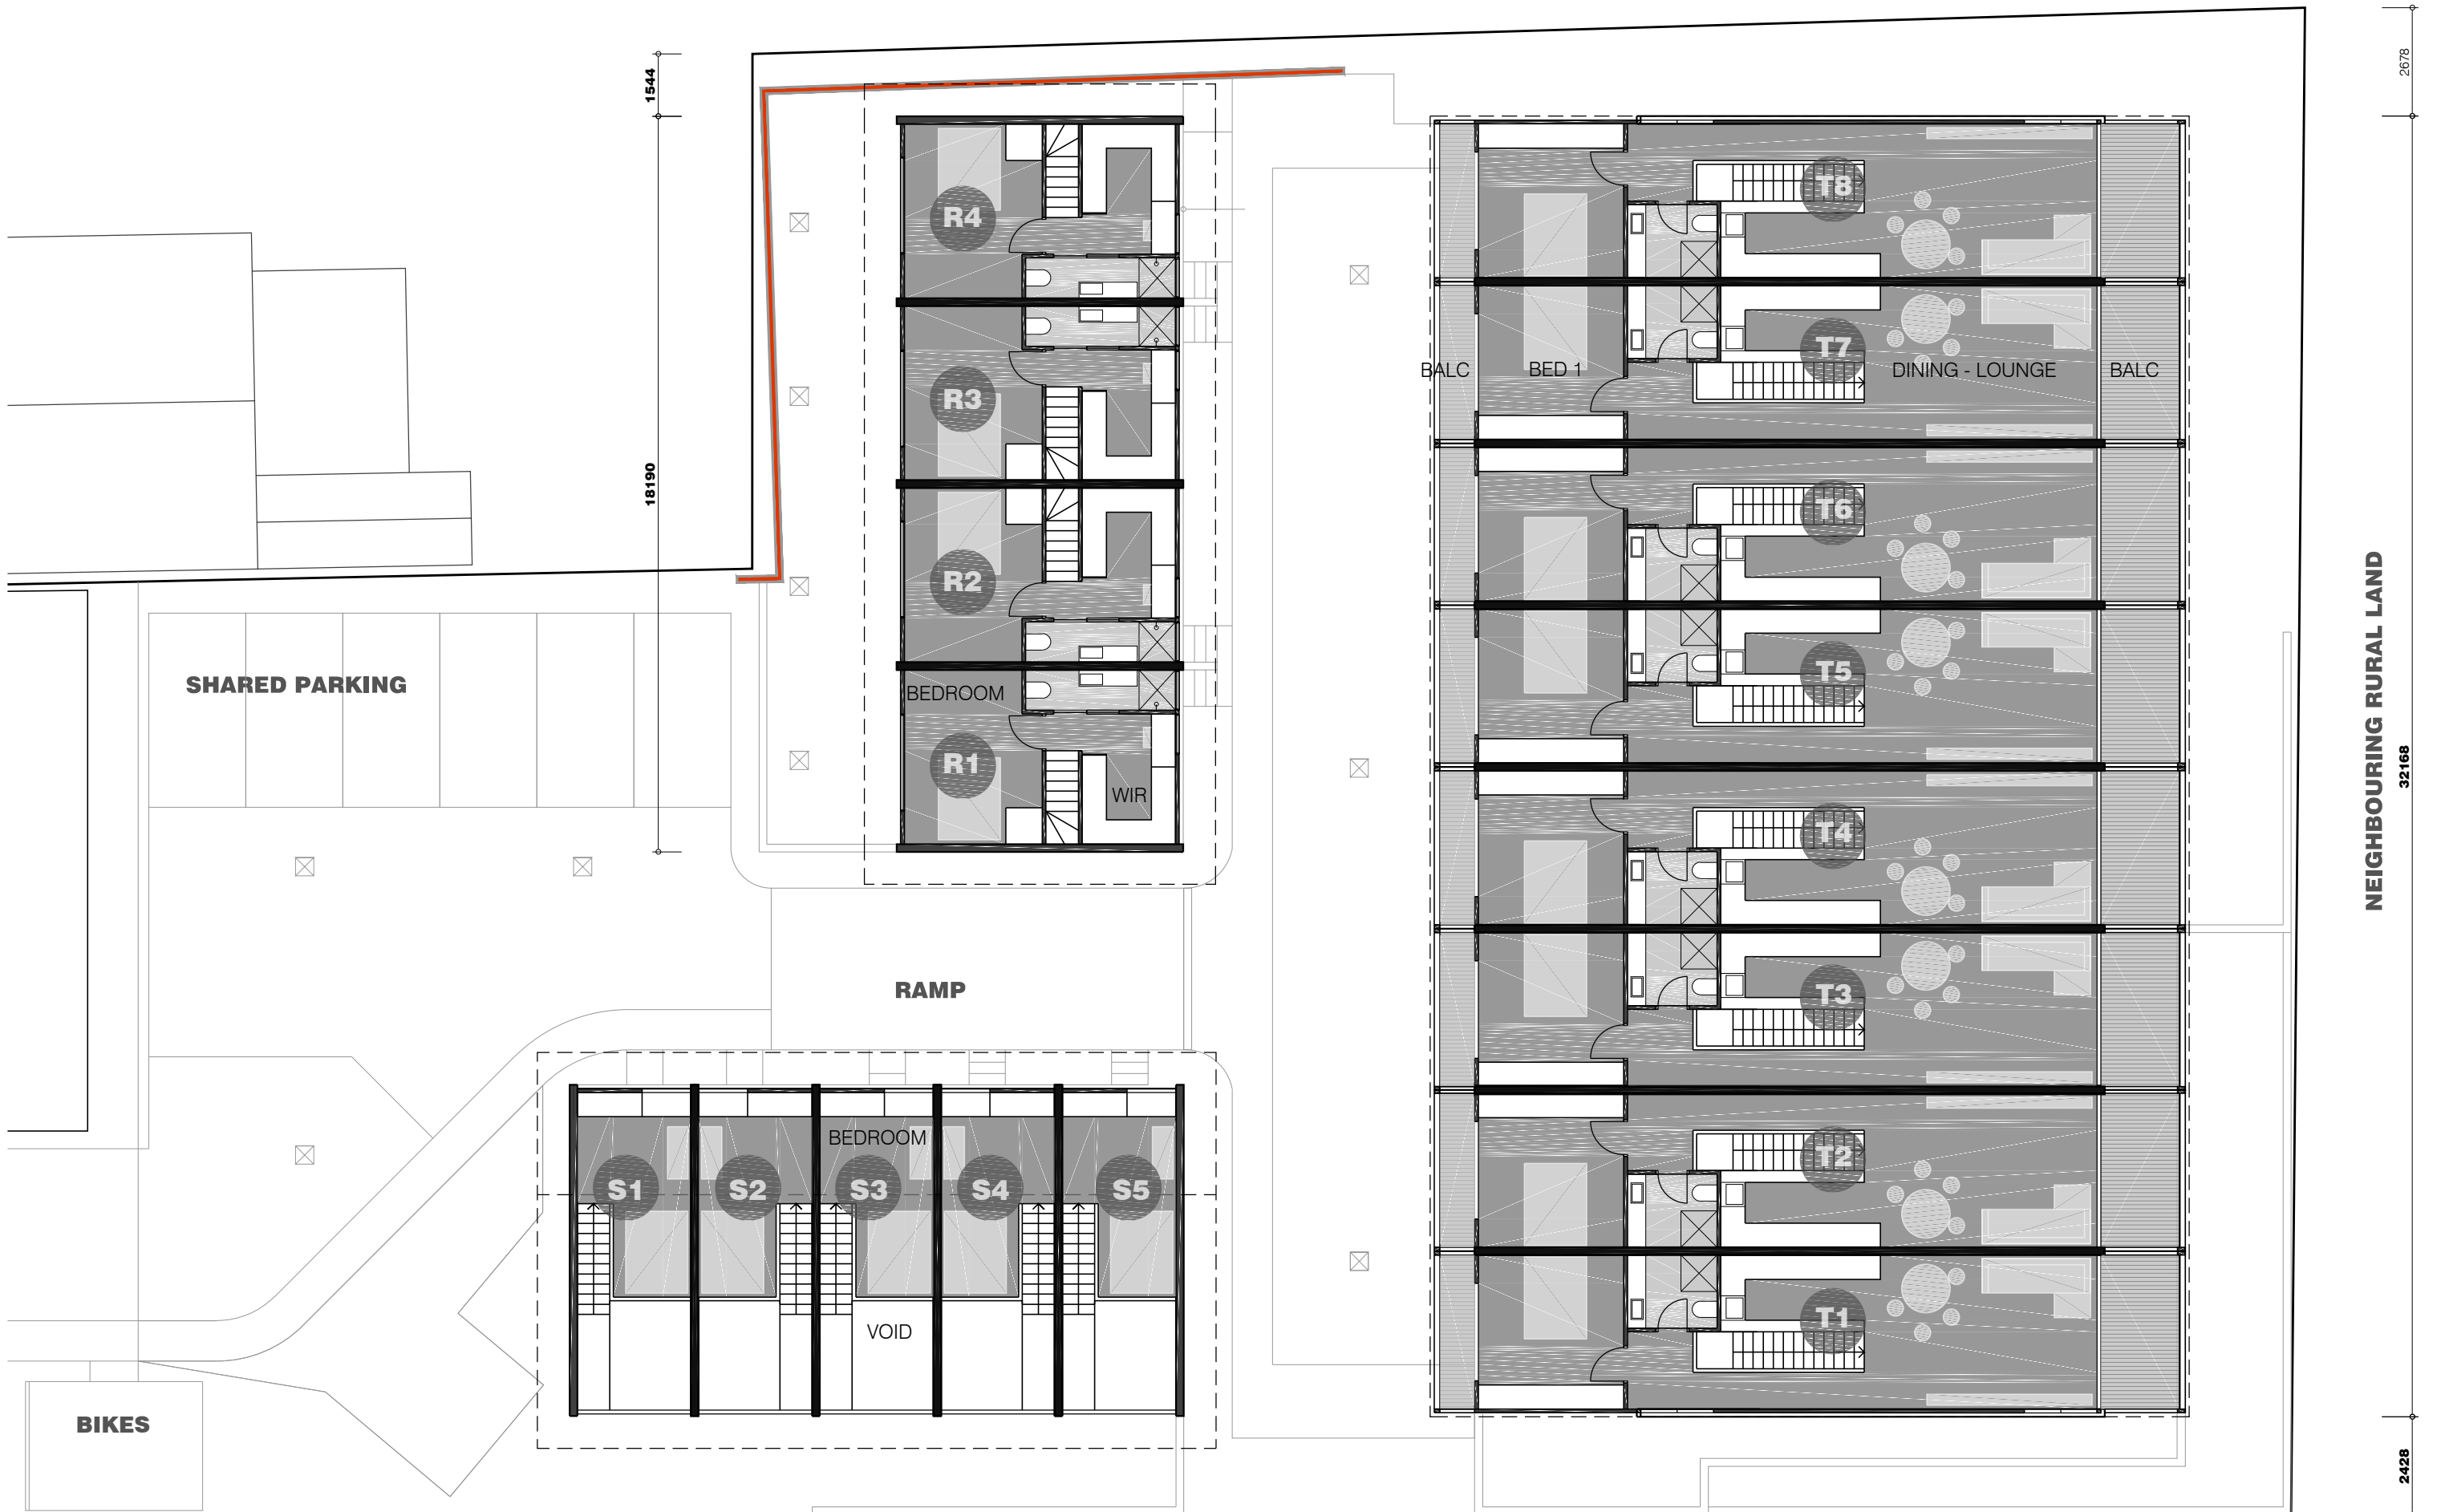 1544
2678
R4
T8
R3
T7
BALC
BED 1
DINING - LOUNGE
BALC
18190
T6
R2
NEIGHBOURING RURAL LAND
T5
SHARED PARKING
BEDROOM
R1
WIR
32168
T4
RAMP
T3
BEDROOM
T2
S1
S2
S3
S4
S5
VOID
T1
BIKES
2428